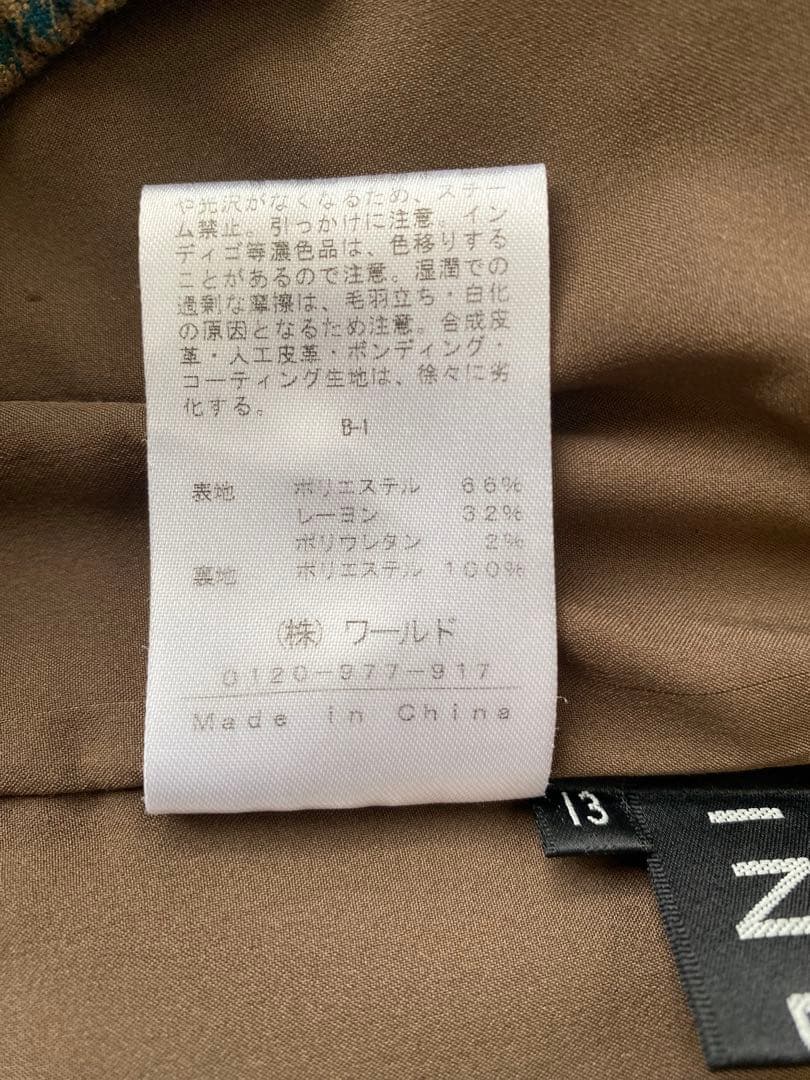 や光沢がなくなるため、スチー
ム禁止。引っかけに注意。イン
ディゴ等濃色品は、色移りする
ことがあるので注意。湿潤での
過剰な摩擦は、毛羽立ち・白化
の原因となるため注意。合成皮
革・人工皮革・ボンディング・
コーティング生地は、徐々に劣
化する。
B-1
表地 ポリエステル 66%
レーヨン 32%
ポリウレタン 2%
裏地 ポリエステル 100%
(株) ワールド
0120-977-917
Made in China
13
IN